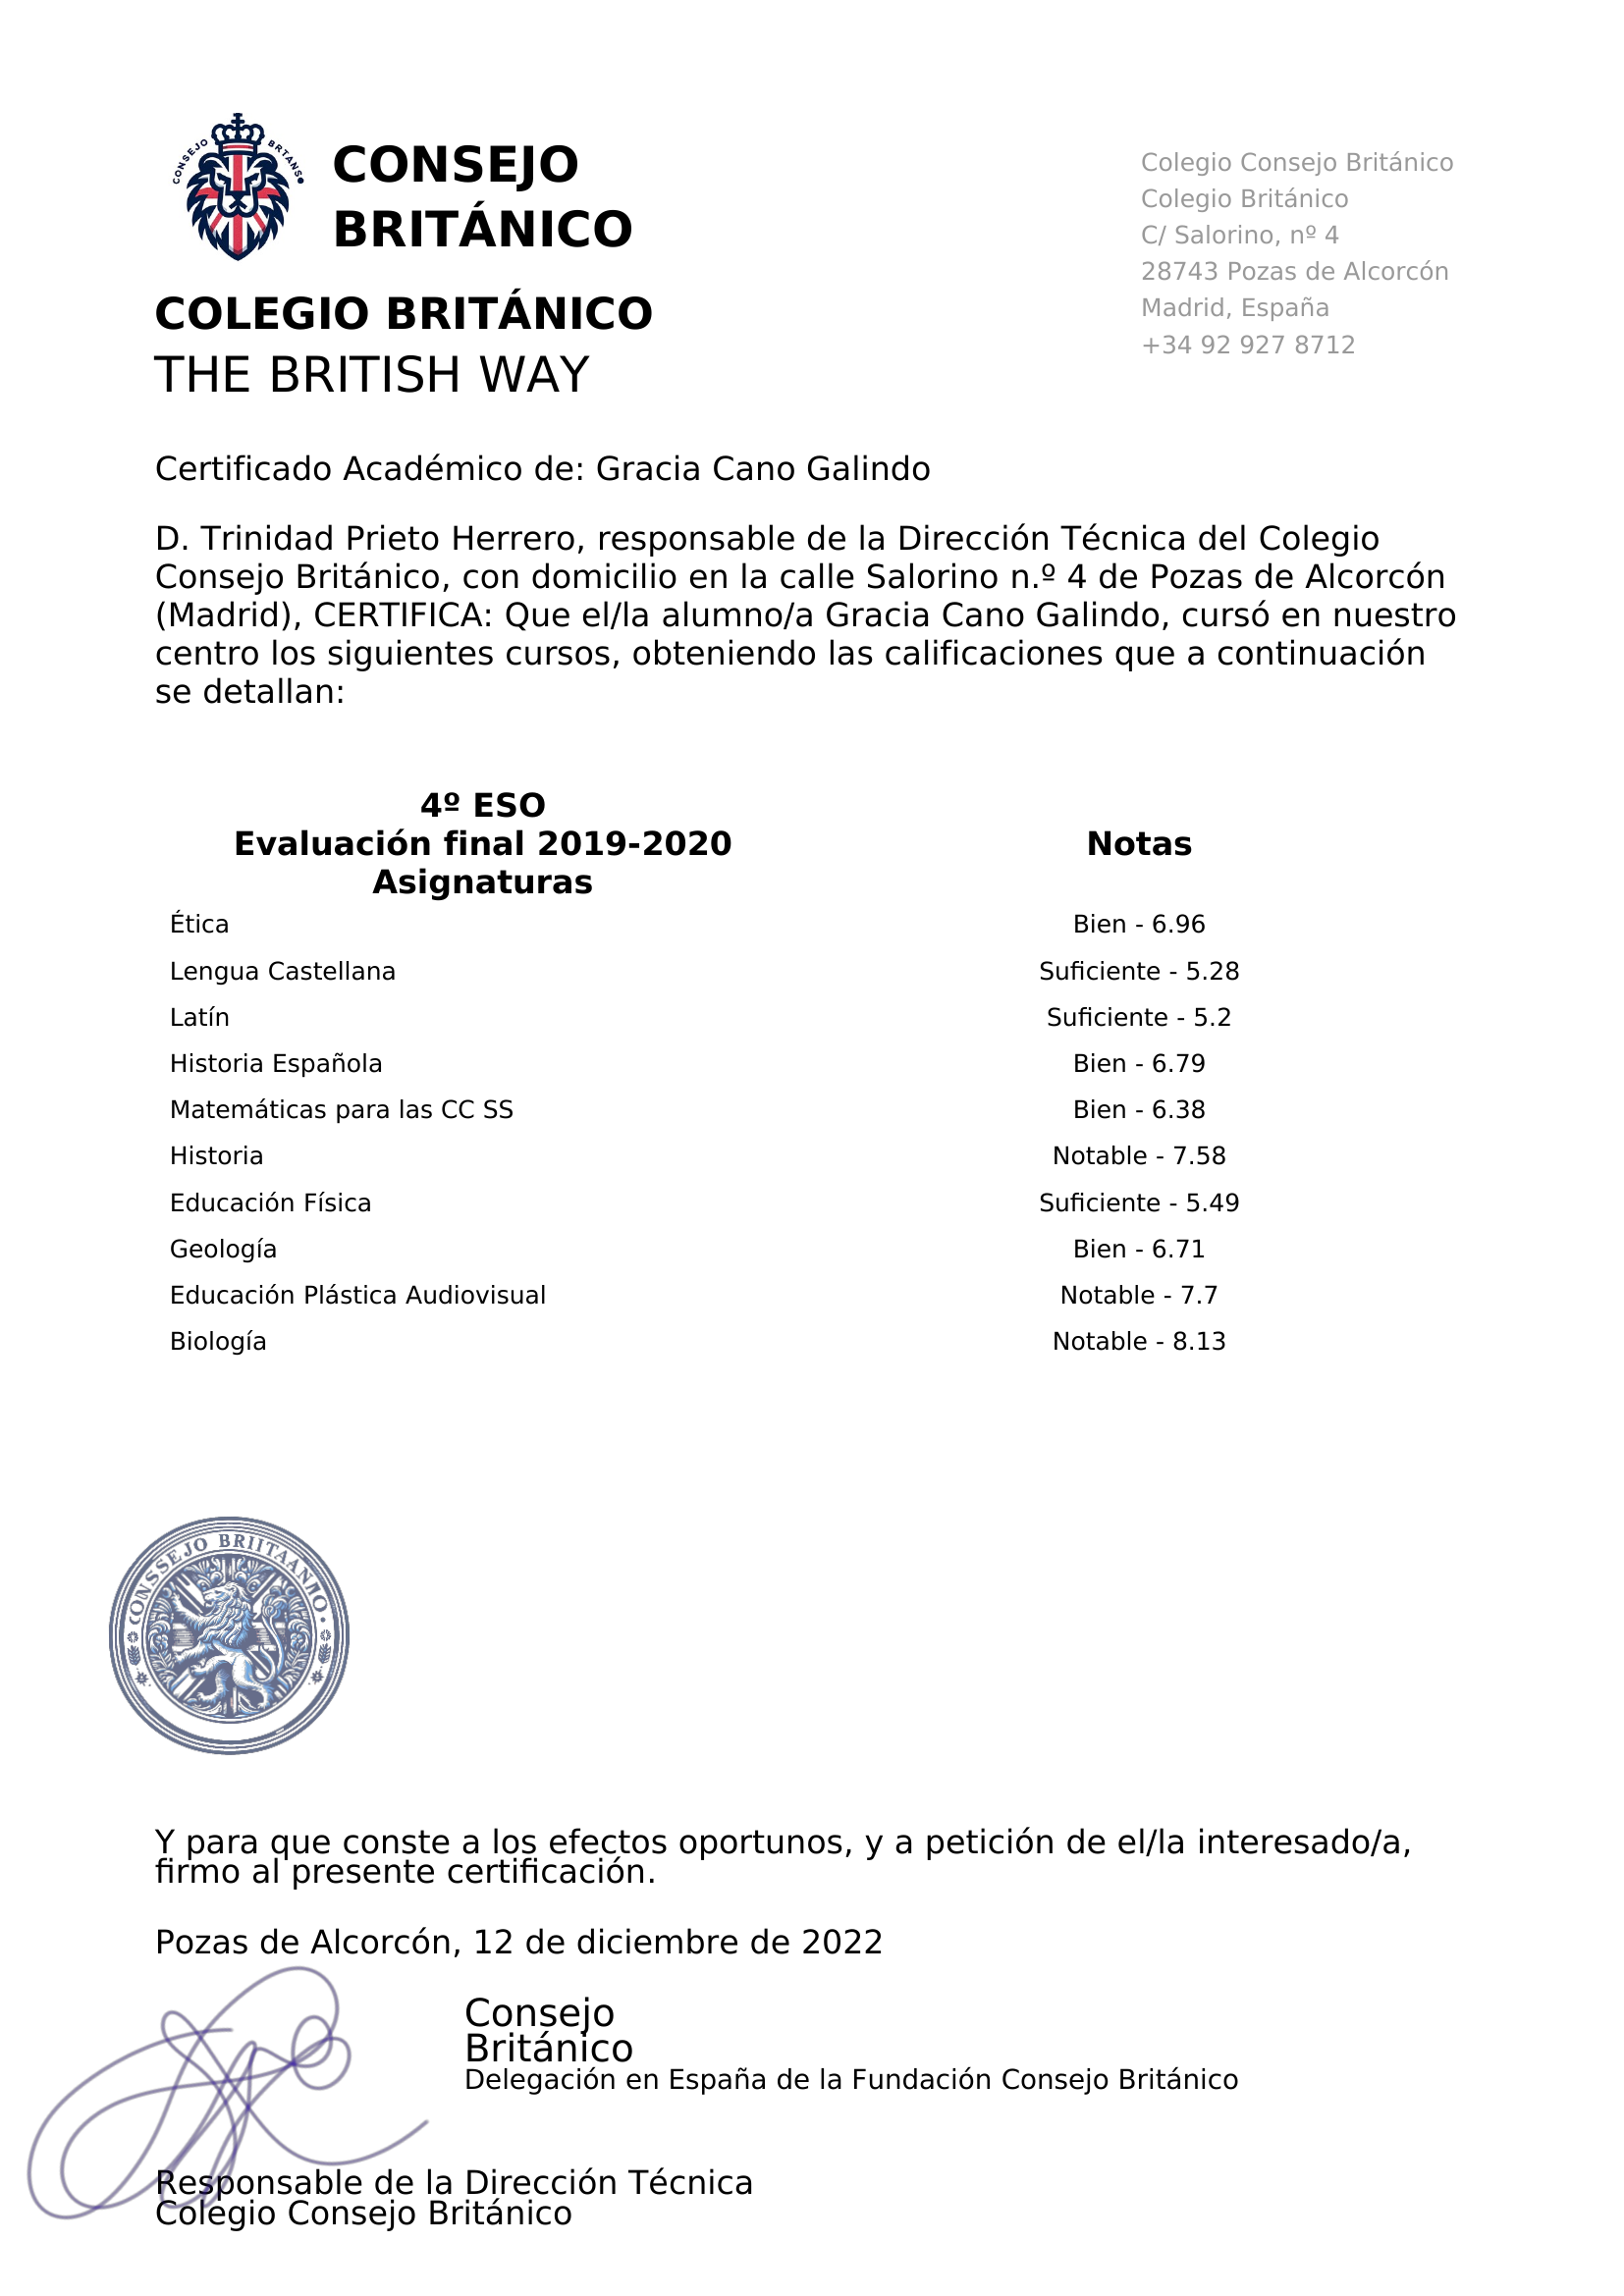 CONSEJO BRTANS
CONSEJO
BRITÁNICO
COLEGIO BRITÁNICO
THE BRITISH WAY
Colegio Consejo Británico
Colegio Británico
C/ Salorino, nº 4
28743 Pozas de Alcorcón
Madrid, España
+34 92 927 8712
Certificado Académico de: Gracia Cano Galindo
D. Trinidad Prieto Herrero, responsable de la Dirección Técnica del Colegio
Consejo Británico, con domicilio en la calle Salorino n.º 4 de Pozas de Alcorcón
(Madrid), CERTIFICA: Que el/la alumno/a Gracia Cano Galindo, cursó en nuestro
centro los siguientes cursos, obteniendo las calificaciones que a continuación
se detallan:
4º ESO
Evaluación final 2019-2020 Notas
Asignaturas
Ética Bien - 6.96
Lengua Castellana Suficiente - 5.28
Latín Suficiente - 5.2
Historia Española Bien - 6.79
Matemáticas para las CC SS Bien - 6.38
Historia Notable - 7.58
Educación Física Suficiente - 5.49
Geología Bien - 6.71
Educación Plástica Audiovisual Notable - 7.7
Biología Notable - 8.13
CONSSEJO BRIITAANNO
Y para que conste a los efectos oportunos, y a petición de el/la interesado/a,
firmo al presente certificación.
Pozas de Alcorcón, 12 de diciembre de 2022
Consejo
Británico
Delegación en España de la Fundación Consejo Británico
Responsable de la Dirección Técnica
Colegio Consejo Británico